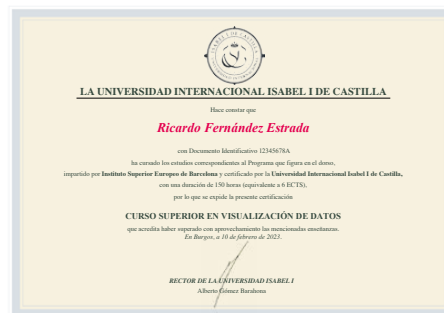 ISABEL I DE CASTILLA
LA UNIVERSIDAD INTERNACIONAL ISABEL I DE CASTILLA
Hace constar que
Ricardo Fernández Estrada
con Documento Identificativo 12345678A
ha cursado los estudios correspondientes al Programa que figura en el dorso,
impartido por Instituto Superior Europeo de Barcelona y certificado por la Universidad Internacional Isabel I de Castilla,
con una duración de 150 horas (equivalente a 6 ECTS),
por lo que se expide la presente certificación
CURSO SUPERIOR EN VISUALIZACIÓN DE DATOS
que acredita haber superado con aprovechamiento las mencionadas enseñanzas.
En Burgos, a 10 de febrero de 2023.
RECTOR DE LA UNIVERSIDAD ISABEL I
Alberto Gómez Barahona